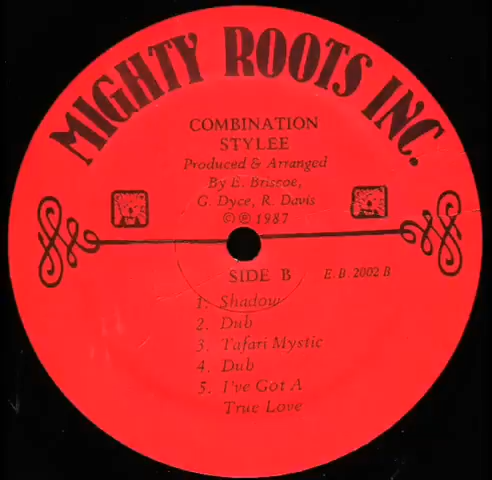 MIGHTY ROOTS INC.
COMBINATION
STYLEE
Produced & Arranged
By E. Briscoe,
G. Dyce, R. Davis
© ℗ 1987
SIDE B
E. B. 2002 B
1. Shadow
2. Dub
3. Tafari Mystic
4. Dub
5. I've Got A
True Love